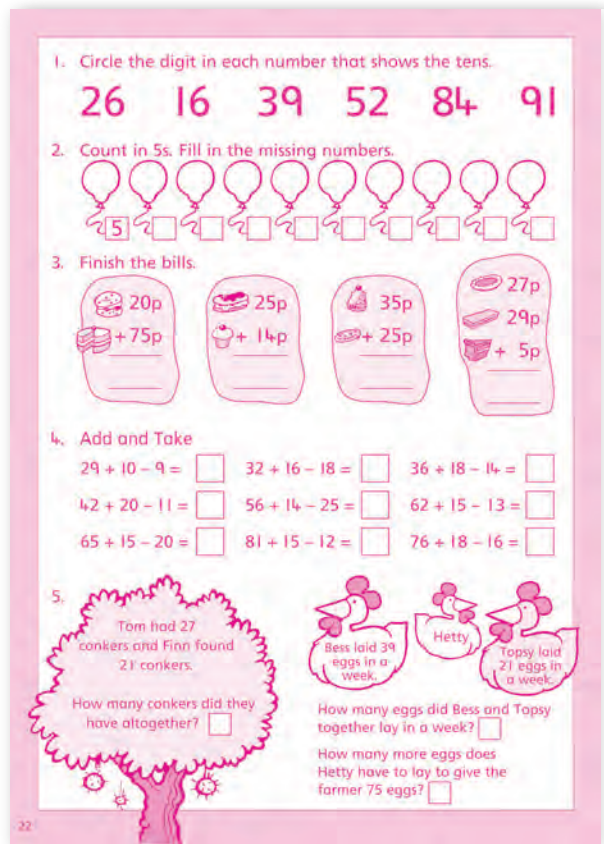 1. Circle the digit in each number that shows the tens.
26 16 39 52 84 91
2. Count in 5s. Fill in the missing numbers.
5
3. Finish the bills.
20p
+ 75p
25p
+ 14p
35p
+ 25p
27p
29p
+ 5p
4. Add and Take
29 + 10 – 9 = 32 + 16 – 18 = 36 + 18 – 14 =
42 + 20 – 11 = 56 + 14 – 25 = 62 + 15 – 13 =
65 + 15 – 20 = 81 + 15 – 12 = 76 + 18 – 16 =
5.
Tom had 27
conkers and Finn found
21 conkers.
How many conkers did they
have altogether?
Bess laid 39
eggs in a
week.
Hetty
Topsy laid
21 eggs in
a week.
How many eggs did Bess and Topsy
together lay in a week?
How many more eggs does
Hetty have to lay to give the
farmer 75 eggs?
22